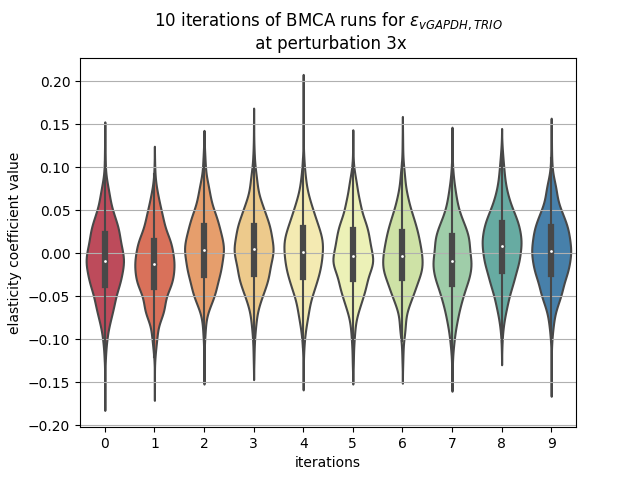 10 iterations of BMCA runs for ε_{vGAPDH, TRIO}
at perturbation 3x
elasticity coefficient value
0.20
0.15
0.10
0.05
0.00
−0.05
−0.10
−0.15
−0.20
0 1 2 3 4 5 6 7 8 9
iterations